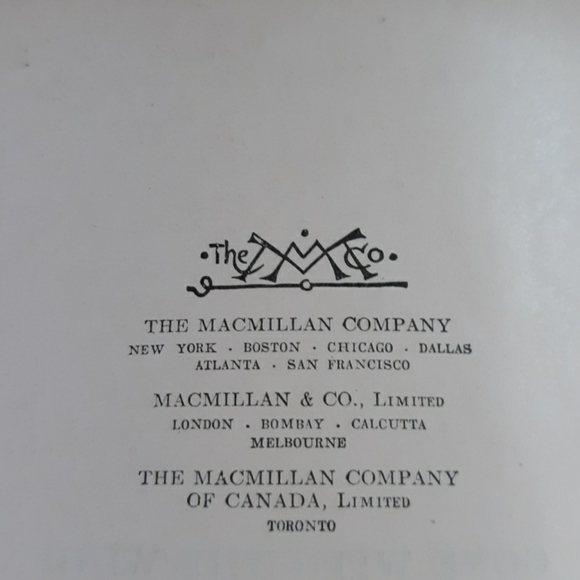 The M Co.
THE MACMILLAN COMPANY
NEW YORK · BOSTON · CHICAGO · DALLAS
ATLANTA · SAN FRANCISCO
MACMILLAN & CO., LIMITED
LONDON · BOMBAY · CALCUTTA
MELBOURNE
THE MACMILLAN COMPANY
OF CANADA, LIMITED
TORONTO